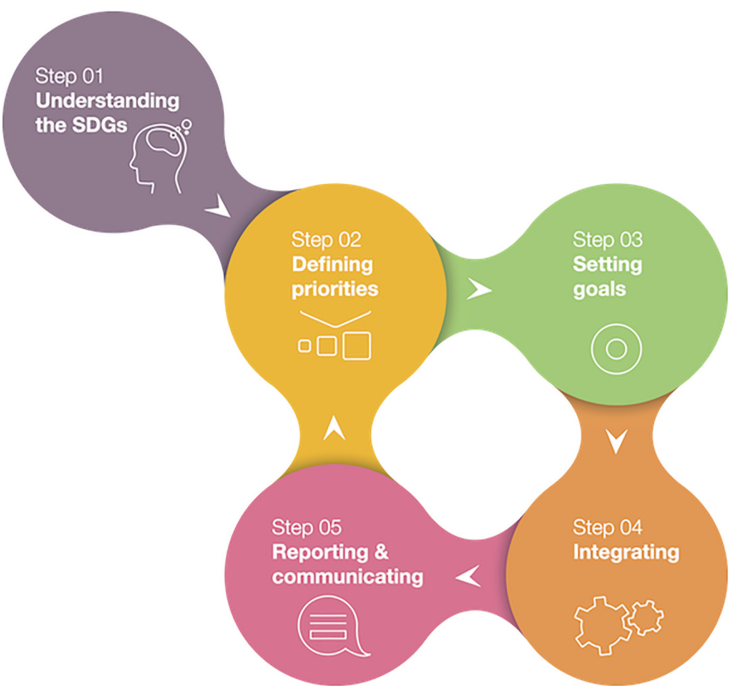 Step 01
Understanding
the SDGs
Step 02
Defining
priorities
Step 03
Setting
goals
Step 04
Integrating
Step 05
Reporting &
communicating